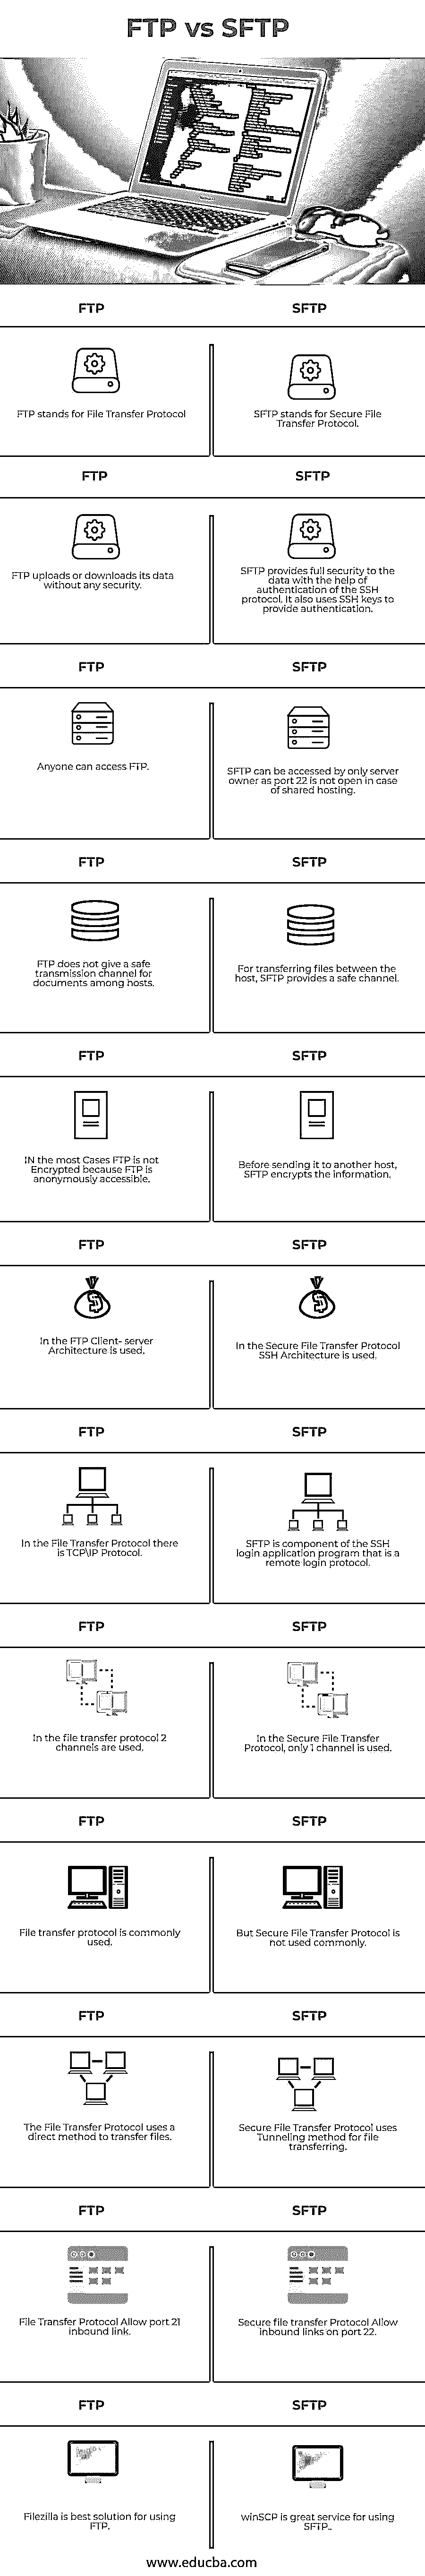 FTP vs SFTP
FTP SFTP
FTP stands for File Transfer Protocol
SFTP stands for Secure File
Transfer Protocol.
FTP SFTP
FTP uploads or downloads its data
without any security.
SFTP provides full security to the
data with the help of
authentication of the SSH
protocol. It also uses SSH keys to
provide authentication.
FTP SFTP
Anyone can access FTP.
SFTP can be accessed by only server
owner as port 22 is not open in case
of shared hosting.
FTP SFTP
FTP does not give a safe
transmission channel for
documents among hosts.
For transferring files between the
host, SFTP provides a safe channel.
FTP SFTP
IN the most Cases FTP is not
Encrypted because FTP is
anonymously accessible.
Before sending it to another host,
SFTP encrypts the information.
FTP SFTP
In the FTP Client- server
Architecture is used.
In the Secure File Transfer Protocol
SSH Architecture is used.
FTP SFTP
In the File Transfer Protocol there
is TCP\IP Protocol.
SFTP is component of the SSH
login application program that is a
remote login protocol.
FTP SFTP
In the file transfer protocol 2
channels are used.
In the Secure File Transfer
Protocol, only 1 channel is used.
FTP SFTP
File transfer protocol is commonly
used.
But Secure File Transfer Protocol is
not used commonly.
FTP SFTP
The File Transfer Protocol uses a
direct method to transfer files.
Secure File Transfer Protocol uses
Tunneling method for file
transferring.
FTP SFTP
File Transfer Protocol Allow port 21
inbound link.
Secure file transfer Protocol Allow
inbound links on port 22.
FTP SFTP
Filezilla is best solution for using
FTP.
winSCP is great service for using
SFTP..
www.educba.com